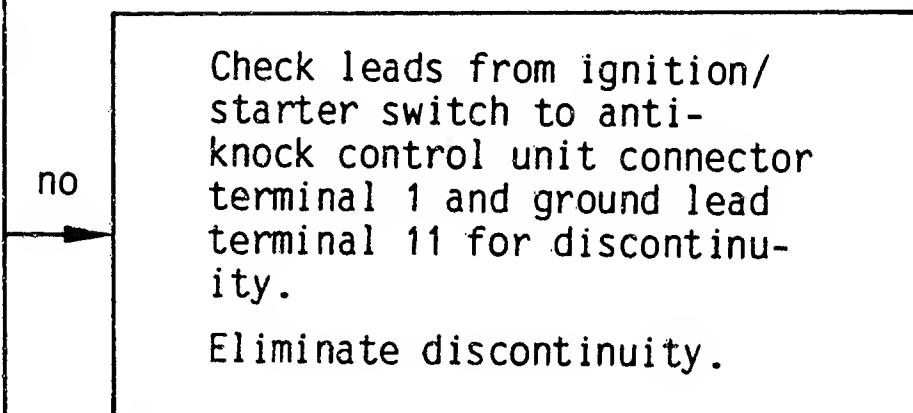 Check leads from ignition/
starter switch to anti-
knock control unit connector
no
terminal 1 and ground lead
terminal 11 for discontinu-
ity.
Eliminate discontinuity.